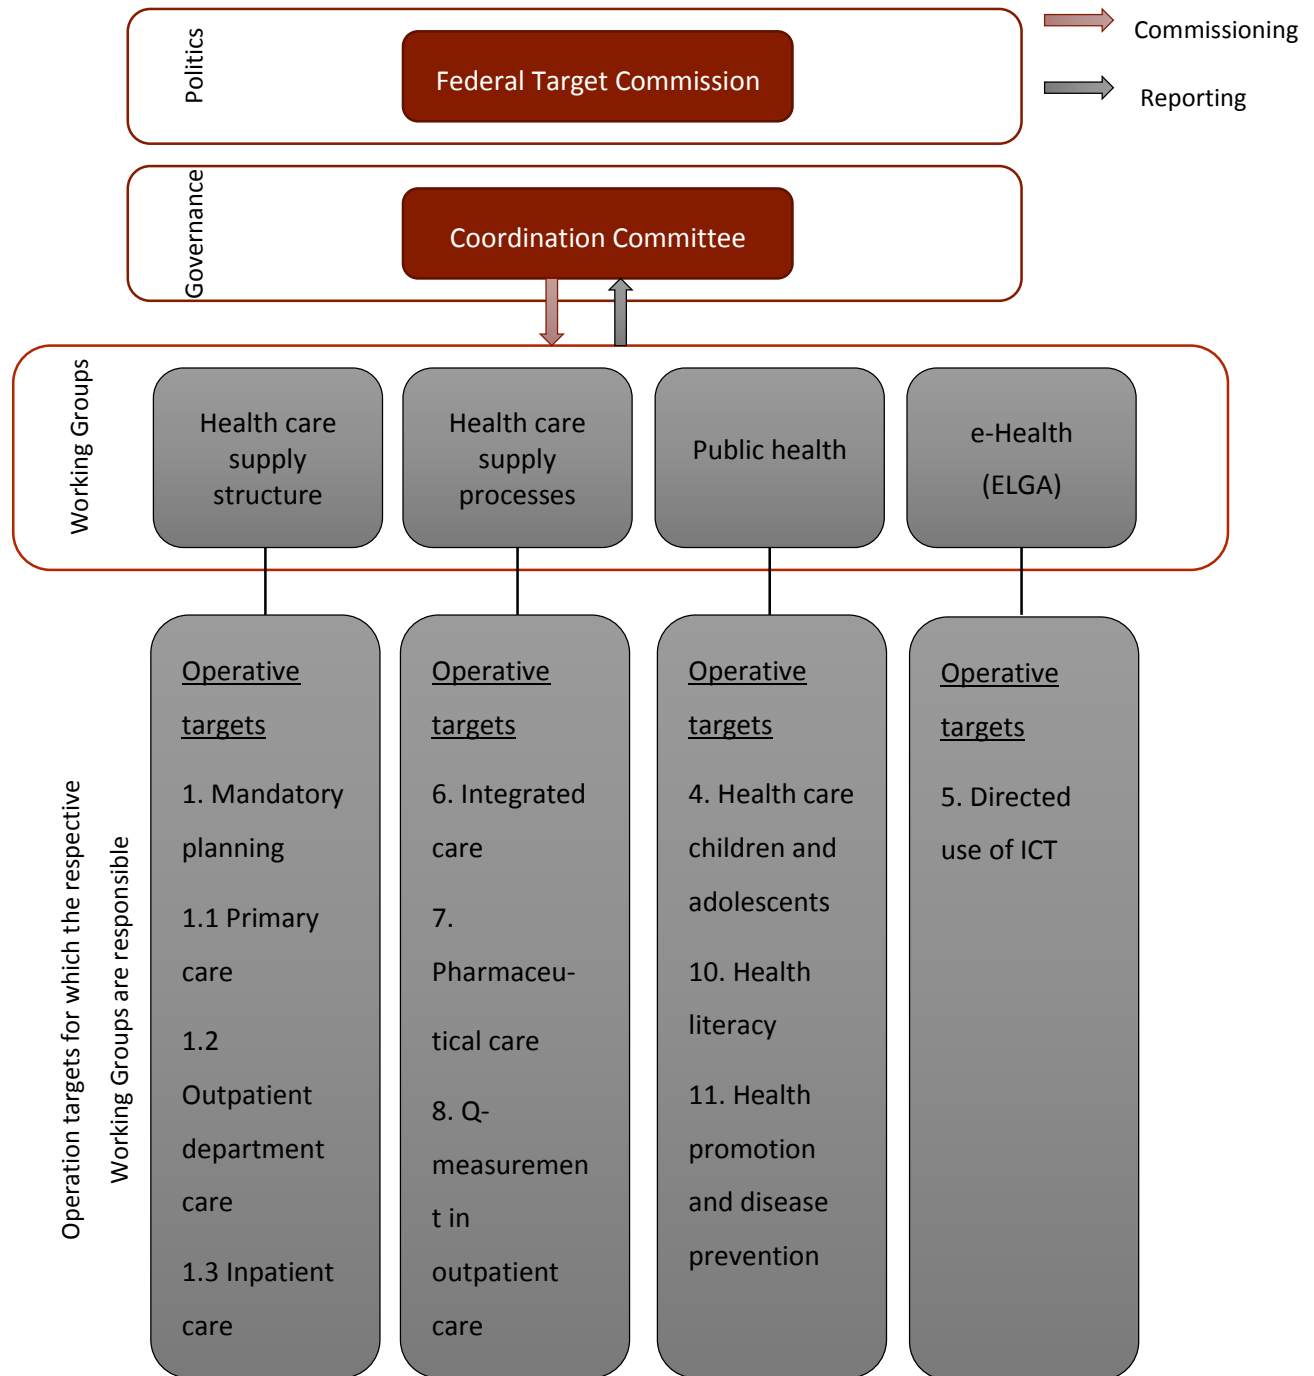 Politics
Federal Target Commission
Commissioning
Reporting
Governance
Coordination Committee
Working Groups
Health care
supply
structure
Health care
supply
processes
Public health
e-Health
(ELGA)
Operation targets for which the respective
Working Groups are responsible
Operative
targets
1. Mandatory
planning
1.1 Primary
care
1.2
Outpatient
department
care
1.3 Inpatient
care
Operative
targets
6. Integrated
care
7.
Pharmaceu-
tical care
8. Q-
measuremen
t in
outpatient
care
Operative
targets
4. Health care
children and
adolescents
10. Health
literacy
11. Health
promotion
and disease
prevention
Operative
targets
5. Directed
use of ICT